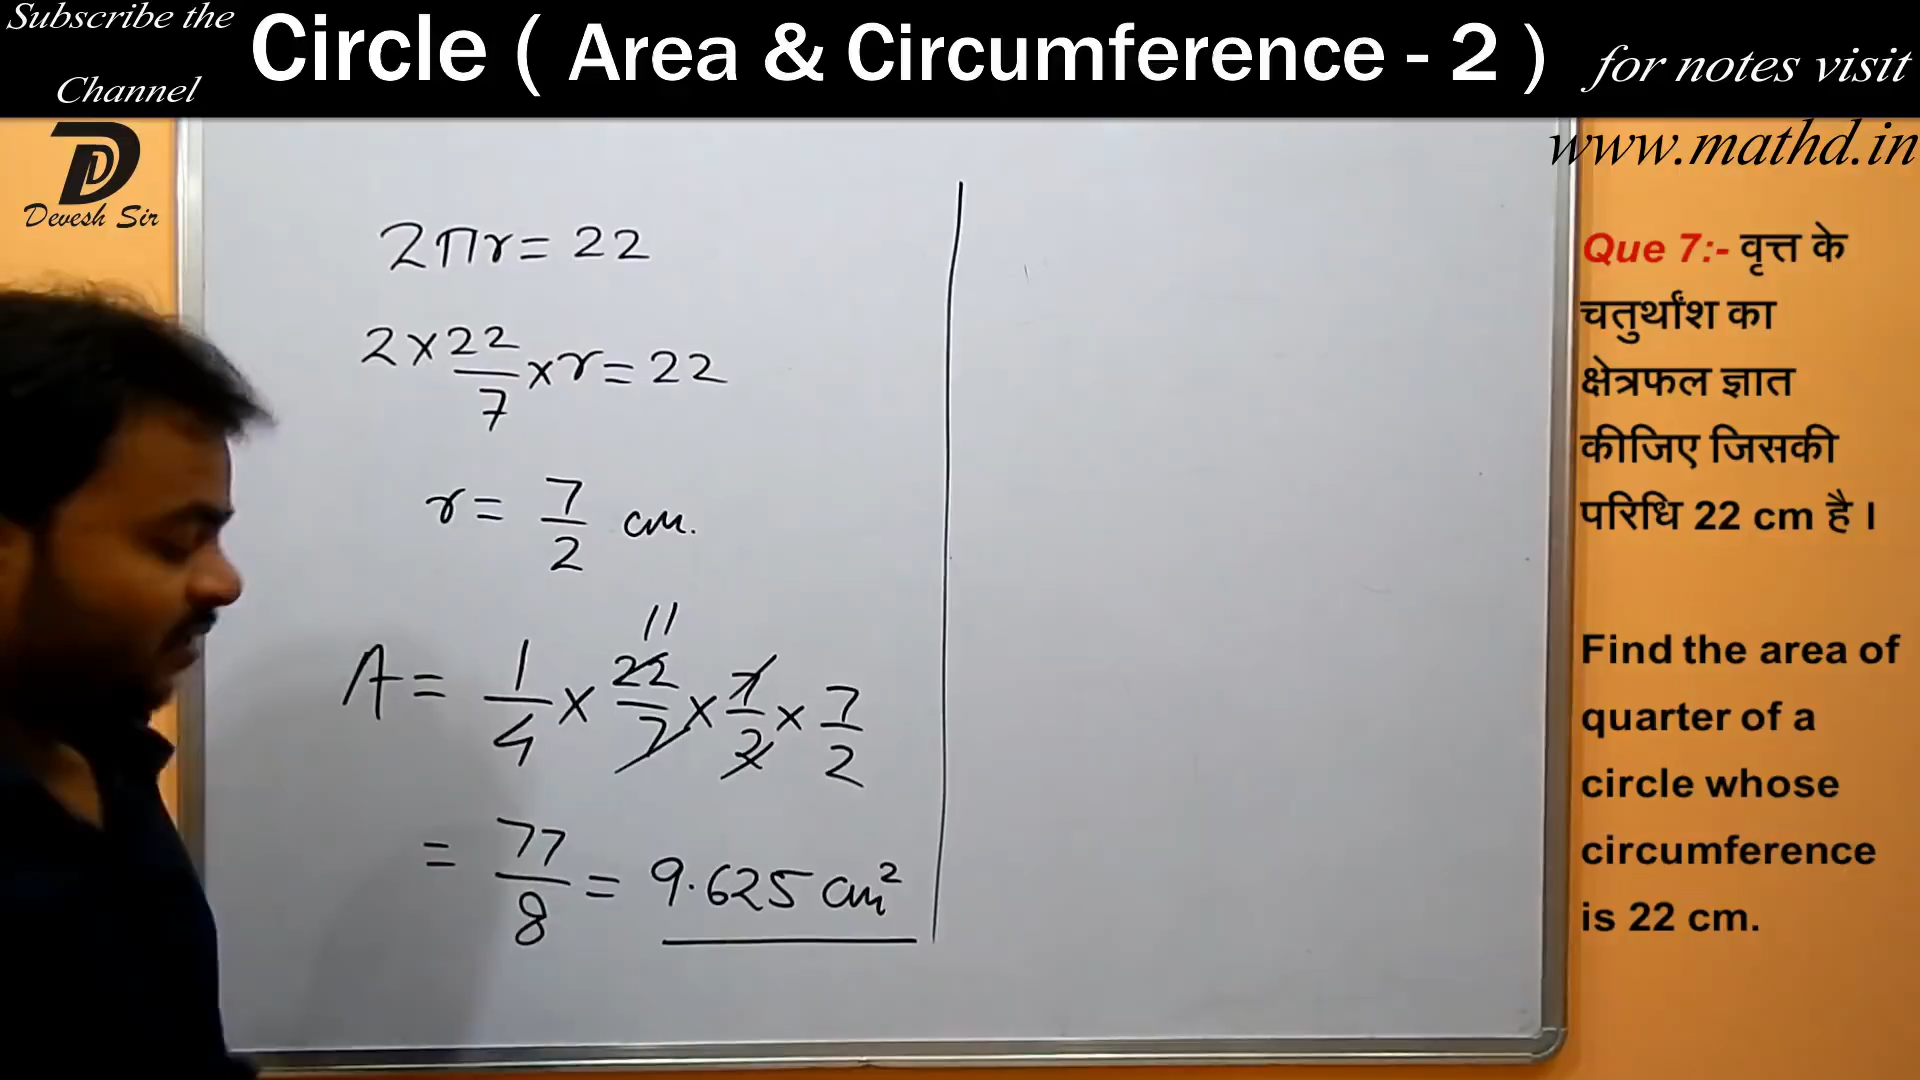 Subscribe the
Channel
Circle ( Area & Circumference - 2 )
for notes visit
www.mathd.in
D
Devesh Sir
2πr = 22
2 × 22/7 × r = 22
r = 7/2 cm.
11
A = 1/4 × 22/7 × 7/2 × 7/2
= 77/8 = 9.625 cm²
Que 7:- वृत्त के
चतुर्थांश का
क्षेत्रफल ज्ञात
कीजिए जिसकी
परिधि 22 cm है ।
Find the area of
quarter of a
circle whose
circumference
is 22 cm.